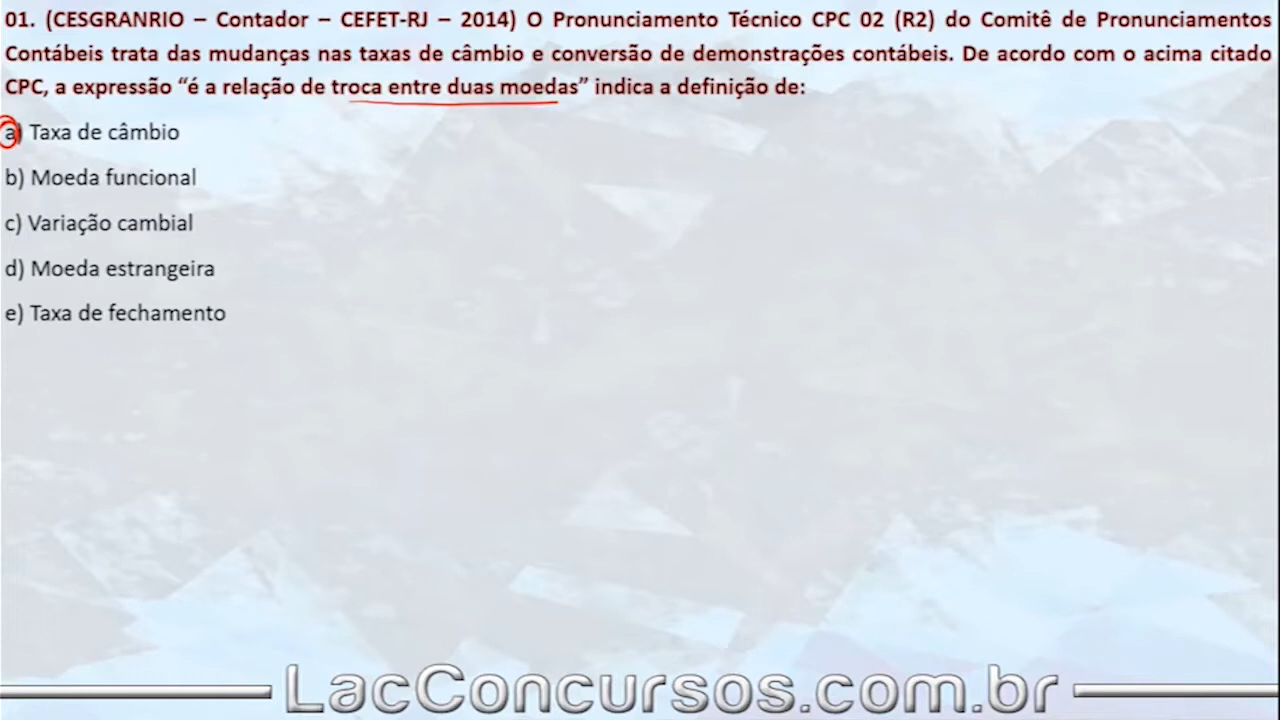 01. (CESGRANRIO – Contador – CEFET-RJ – 2014) O Pronunciamento Técnico CPC 02 (R2) do Comitê de Pronunciamentos
Contábeis trata das mudanças nas taxas de câmbio e conversão de demonstrações contábeis. De acordo com o acima citado
CPC, a expressão “é a relação de troca entre duas moedas” indica a definição de:
a) Taxa de câmbio
b) Moeda funcional
c) Variação cambial
d) Moeda estrangeira
e) Taxa de fechamento
LacConcursos.com.br